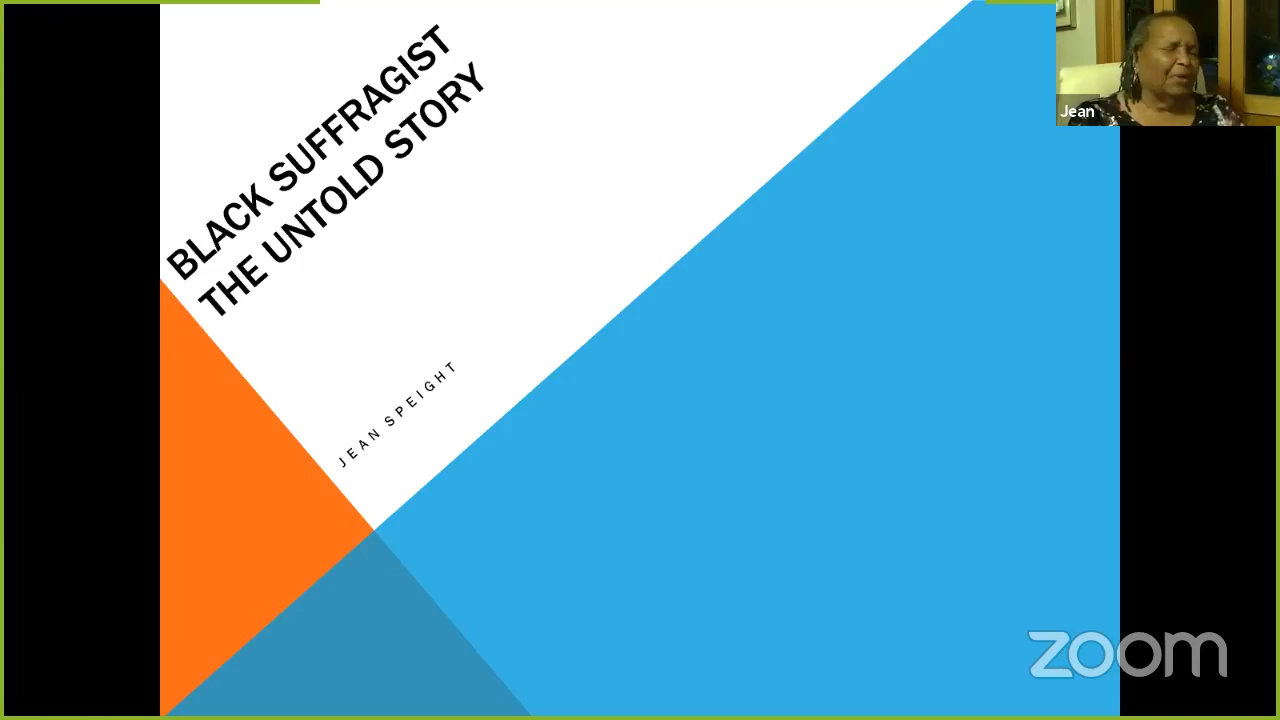 BLACK SUFFRAGIST
THE UNTOLD STORY
JEAN SPEIGHT
Jean
zoom